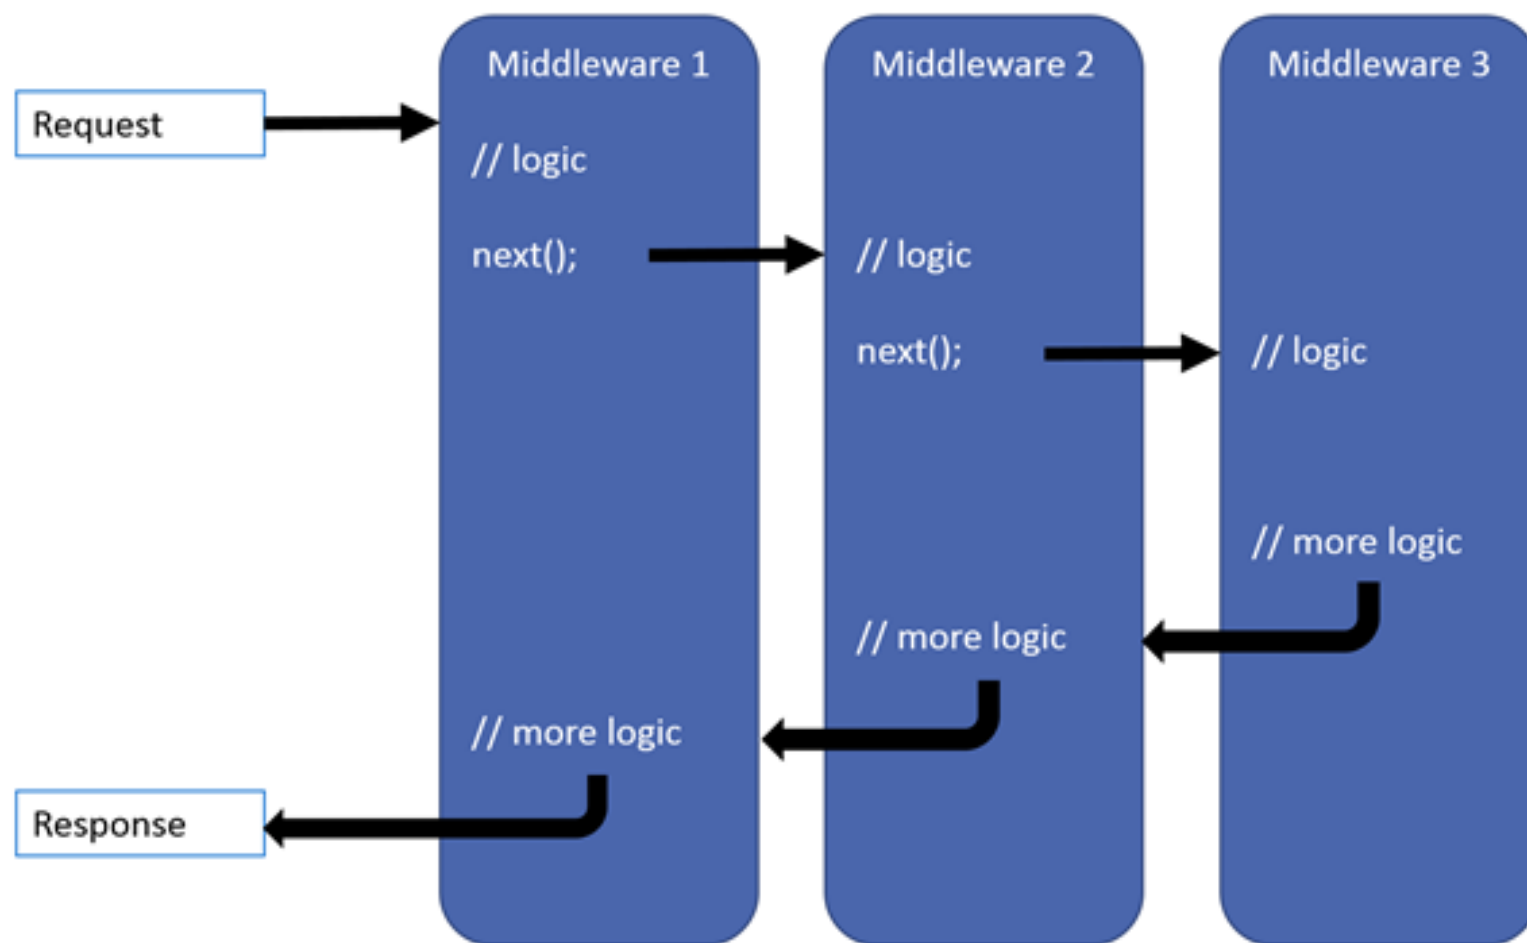 Middleware 1
Middleware 2
Middleware 3
Request
// logic
next();
// logic
next();
// logic
// more logic
// more logic
// more logic
Response